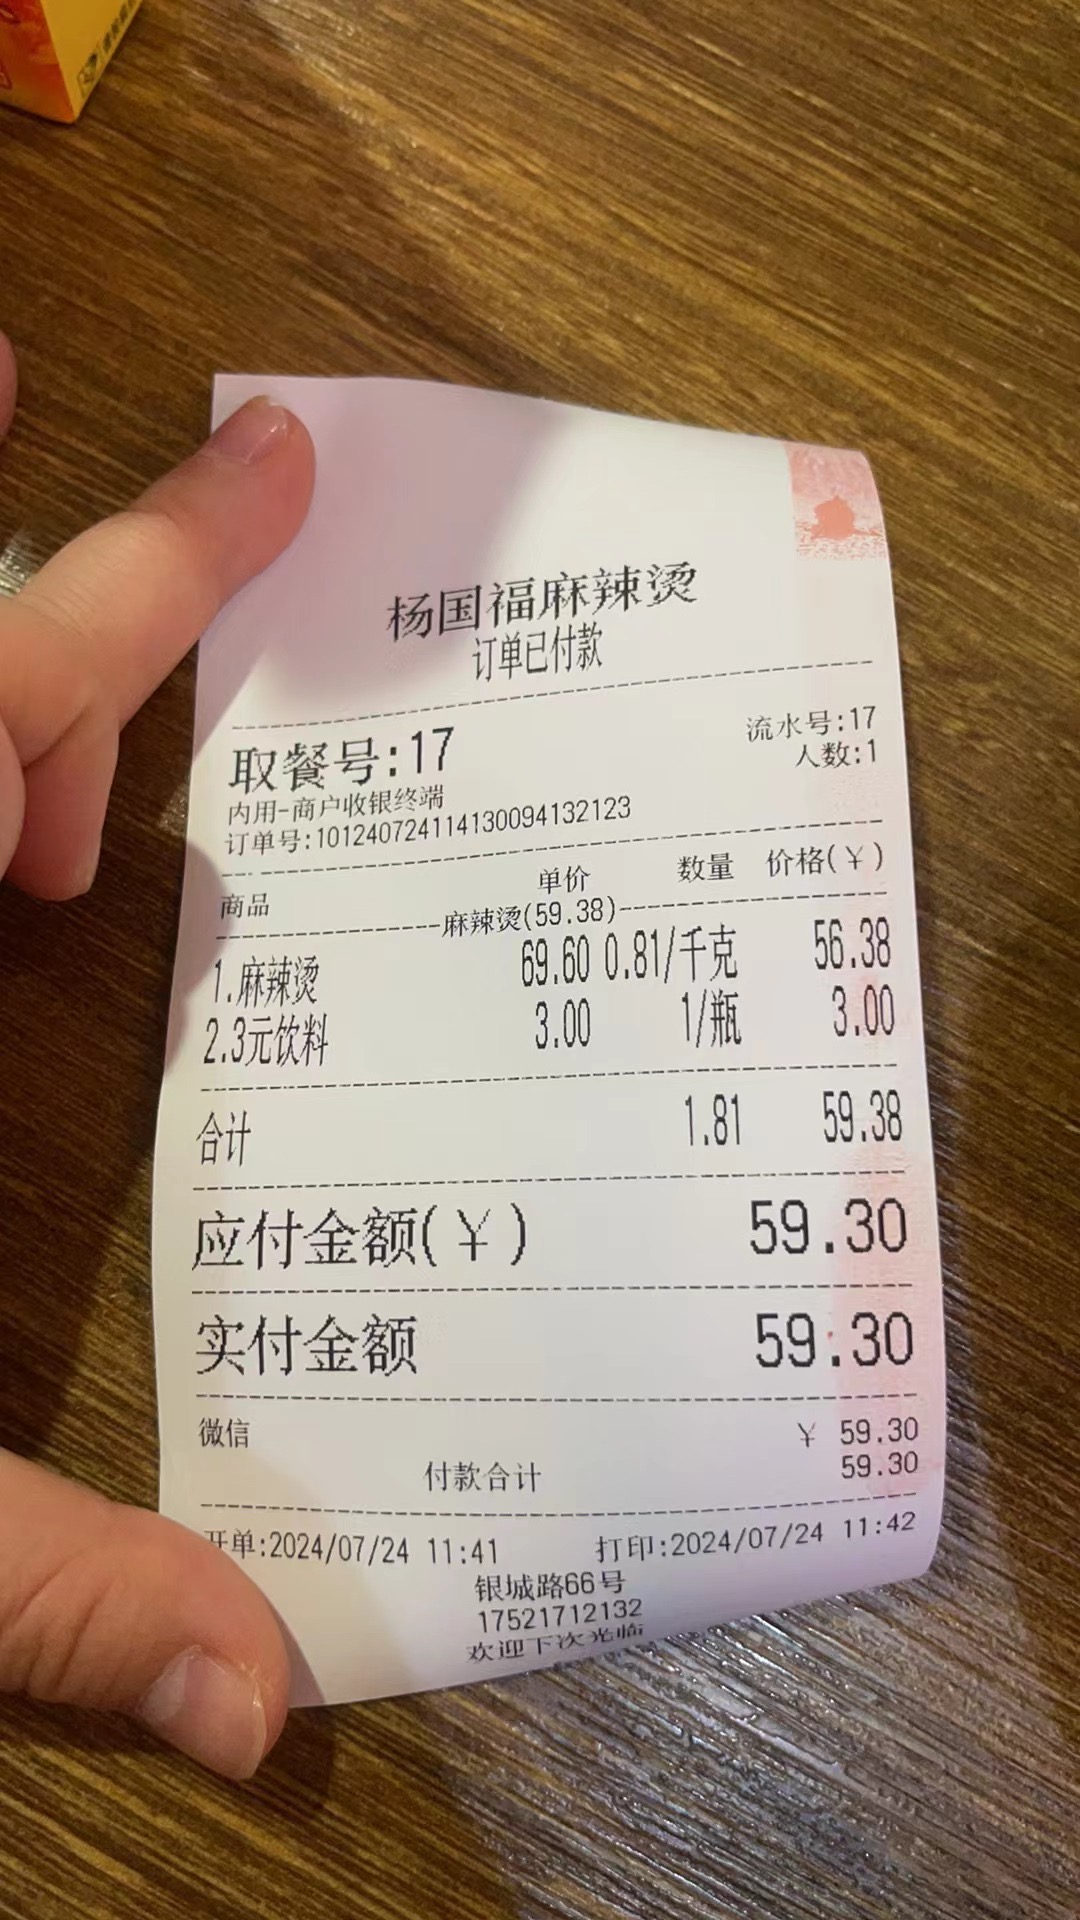 杨国福麻辣烫
订单已付款
取餐号:17 流水号:17
人数:1
内用-商户收银终端
订单号:101240724114130094132123
商品 单价 数量 价格(¥)
麻辣烫(59.38)
1.麻辣烫 69.60 0.81/千克 56.38
2.3元饮料 3.00 1/瓶 3.00
合计 1.81 59.38
应付金额(¥) 59.30
实付金额 59.30
微信 ¥ 59.30
付款合计 59.30
开单:2024/07/24 11:41 打印:2024/07/24 11:42
银城路66号
17521712132
欢迎下次光临